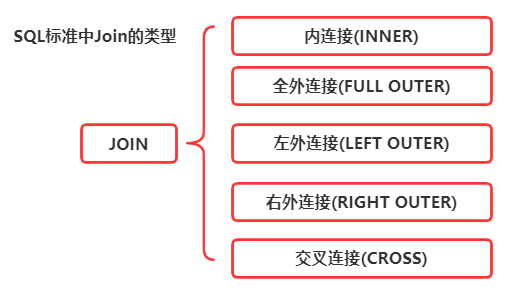 SQL标准中Join的类型
JOIN
内连接(INNER)
全外连接(FULL OUTER)
左外连接(LEFT OUTER)
右外连接(RIGHT OUTER)
交叉连接(CROSS)